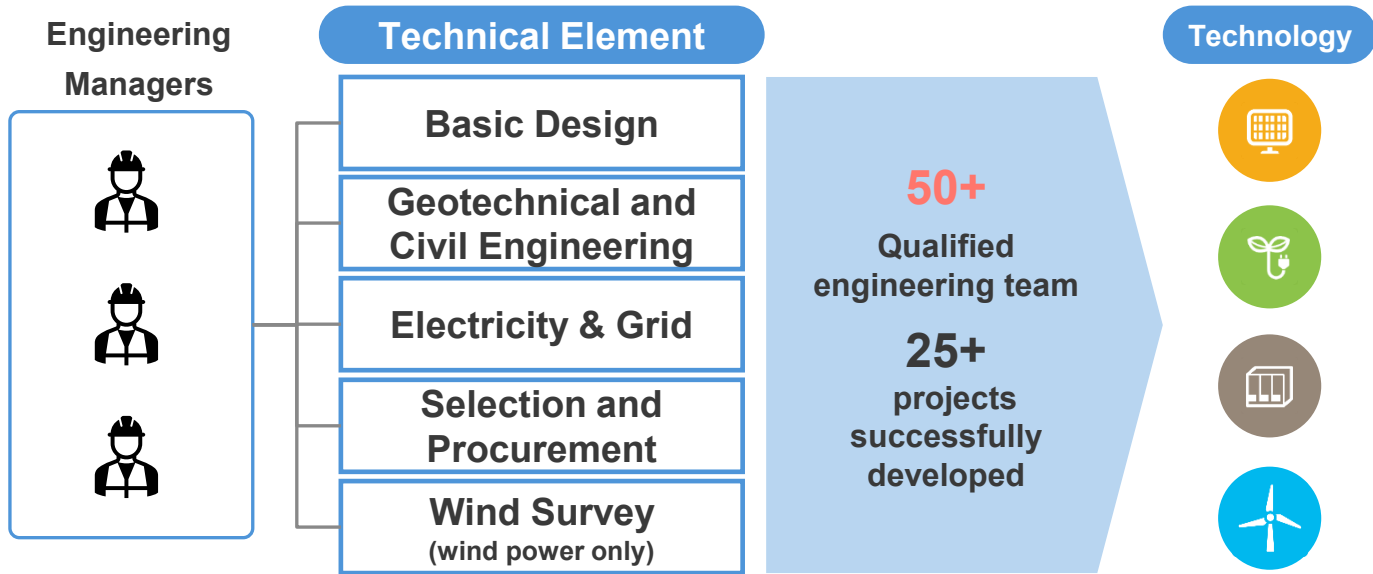 Engineering
Managers
Technical Element
Basic Design
Geotechnical and
Civil Engineering
Electricity & Grid
Selection and
Procurement
Wind Survey
(wind power only)
50+
Qualified
engineering team
25+
projects
successfully
developed
Technology